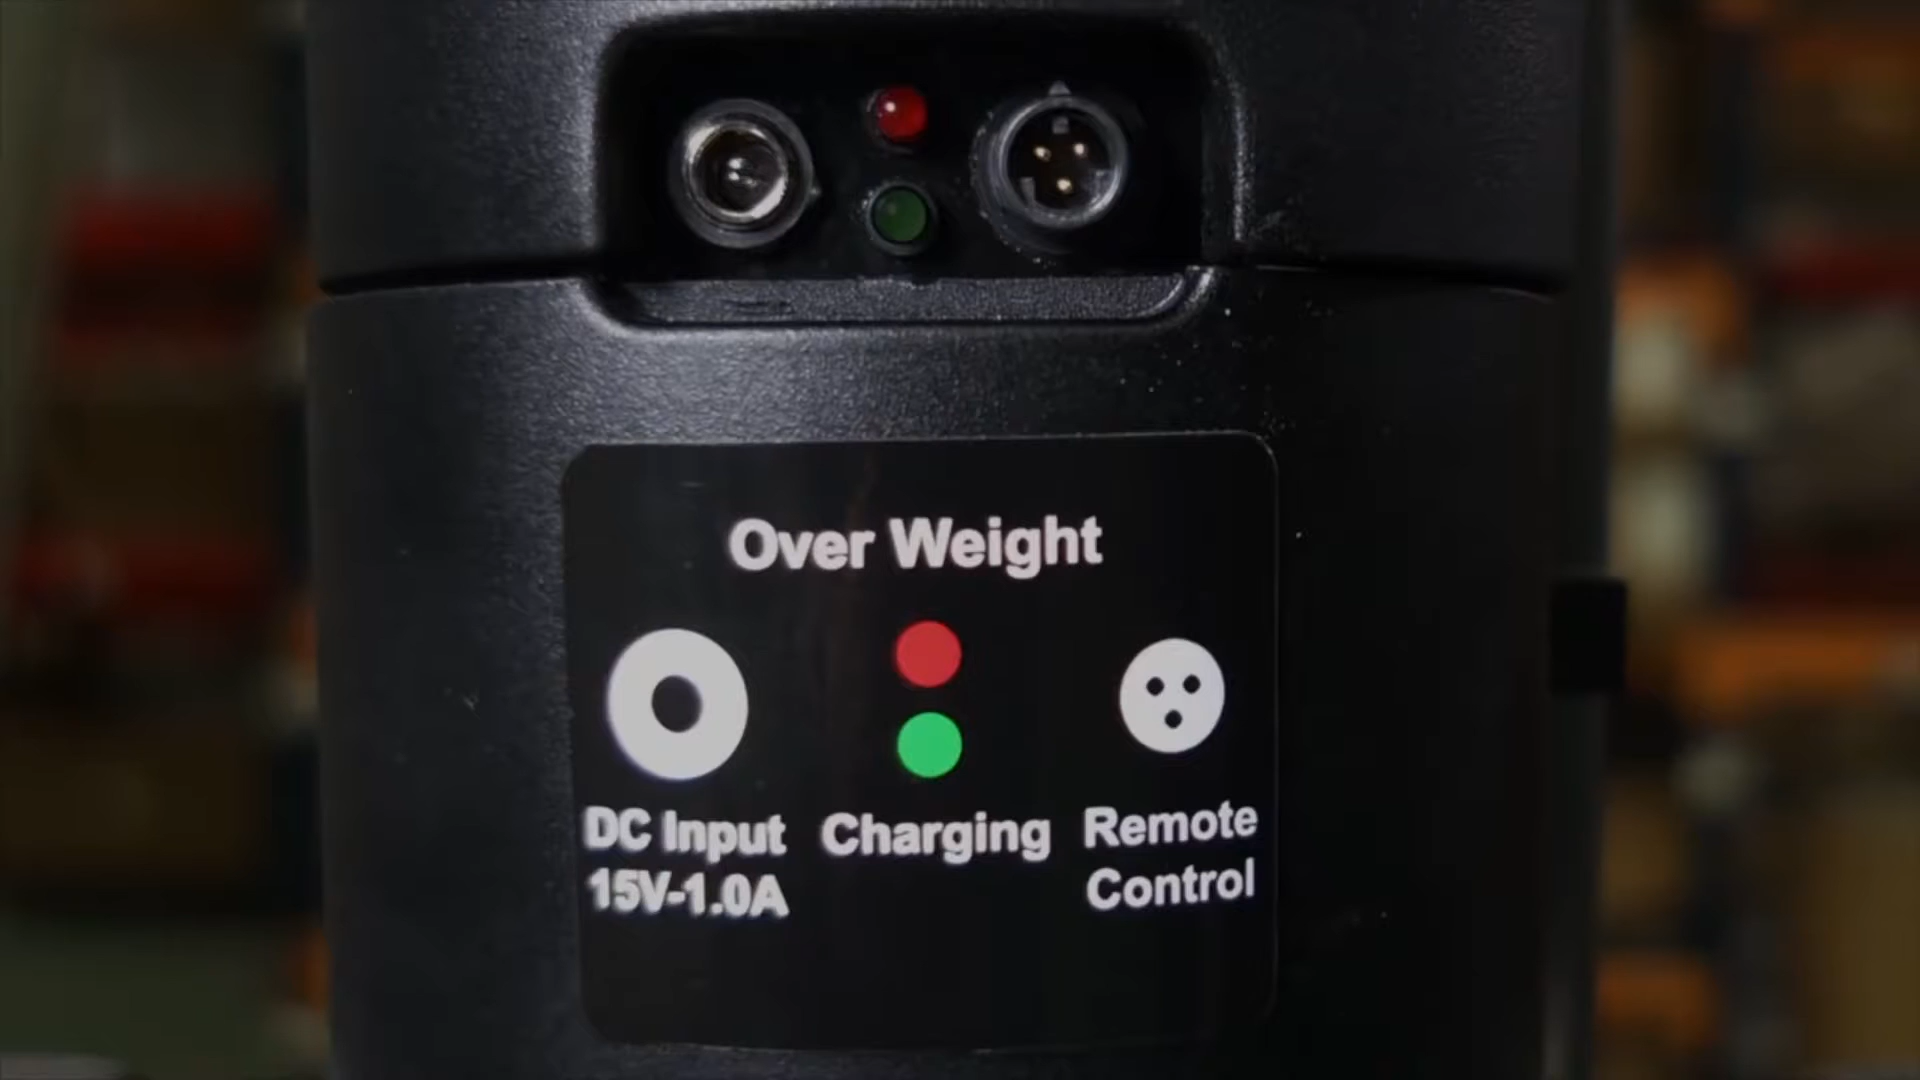 Over Weight
DC Input
15V-1.0A
Charging
Remote
Control